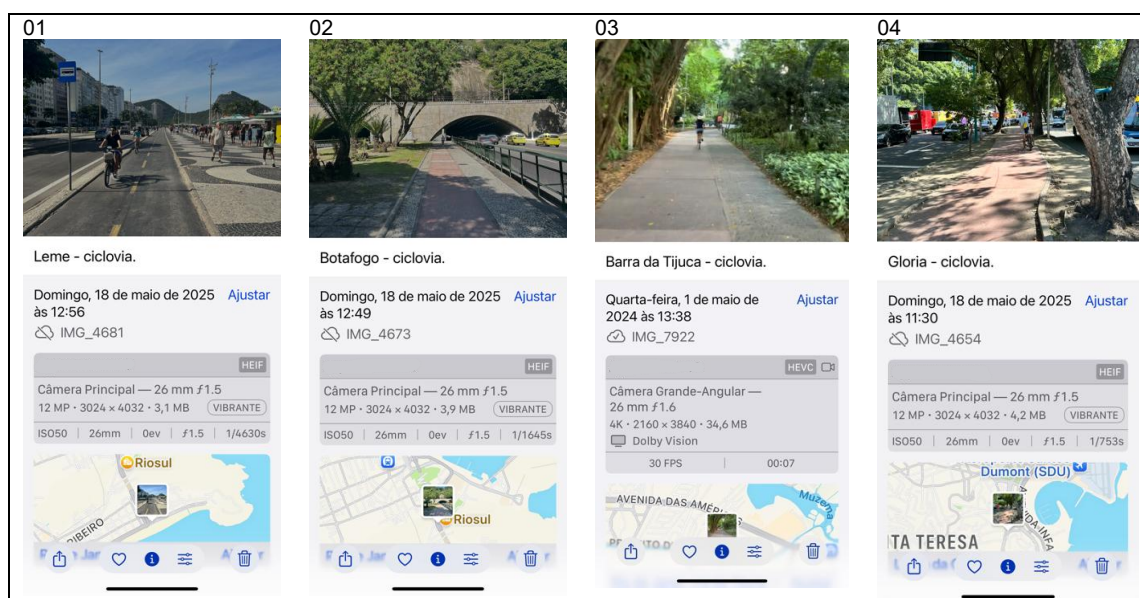 01
Leme - ciclovia.
Domingo, 18 de maio de 2025
às 12:56
Ajustar
IMG_4681
HEIF
Câmera Principal — 26 mm ƒ1.5
12 MP • 3024 × 4032 • 3,1 MB
VIBRANTE
ISO50 | 26mm | 0ev | ƒ1.5 | 1/4630s
Riosul
IBEIRO
02
Botafogo - ciclovia.
Domingo, 18 de maio de 2025
às 12:49
Ajustar
IMG_4673
HEIF
Câmera Principal — 26 mm ƒ1.5
12 MP • 3024 × 4032 • 3,9 MB
VIBRANTE
ISO50 | 26mm | 0ev | ƒ1.5 | 1/1645s
Riosul
03
Barra da Tijuca - ciclovia.
Quarta-feira, 1 de maio de
2024 às 13:38
Ajustar
IMG_7922
HEVC
Câmera Grande-Angular —
26 mm ƒ1.6
4K • 2160 × 3840 • 34,6 MB
Dolby Vision
30 FPS | 00:07
AVENIDA DAS AMÉR
Muzema
04
Gloria - ciclovia.
Domingo, 18 de maio de 2025
às 11:30
Ajustar
IMG_4654
HEIF
Câmera Principal — 26 mm ƒ1.5
12 MP • 3024 × 4032 • 4,2 MB
VIBRANTE
ISO50 | 26mm | 0ev | ƒ1.5 | 1/753s
Dumont (SDU)
TA TERESA